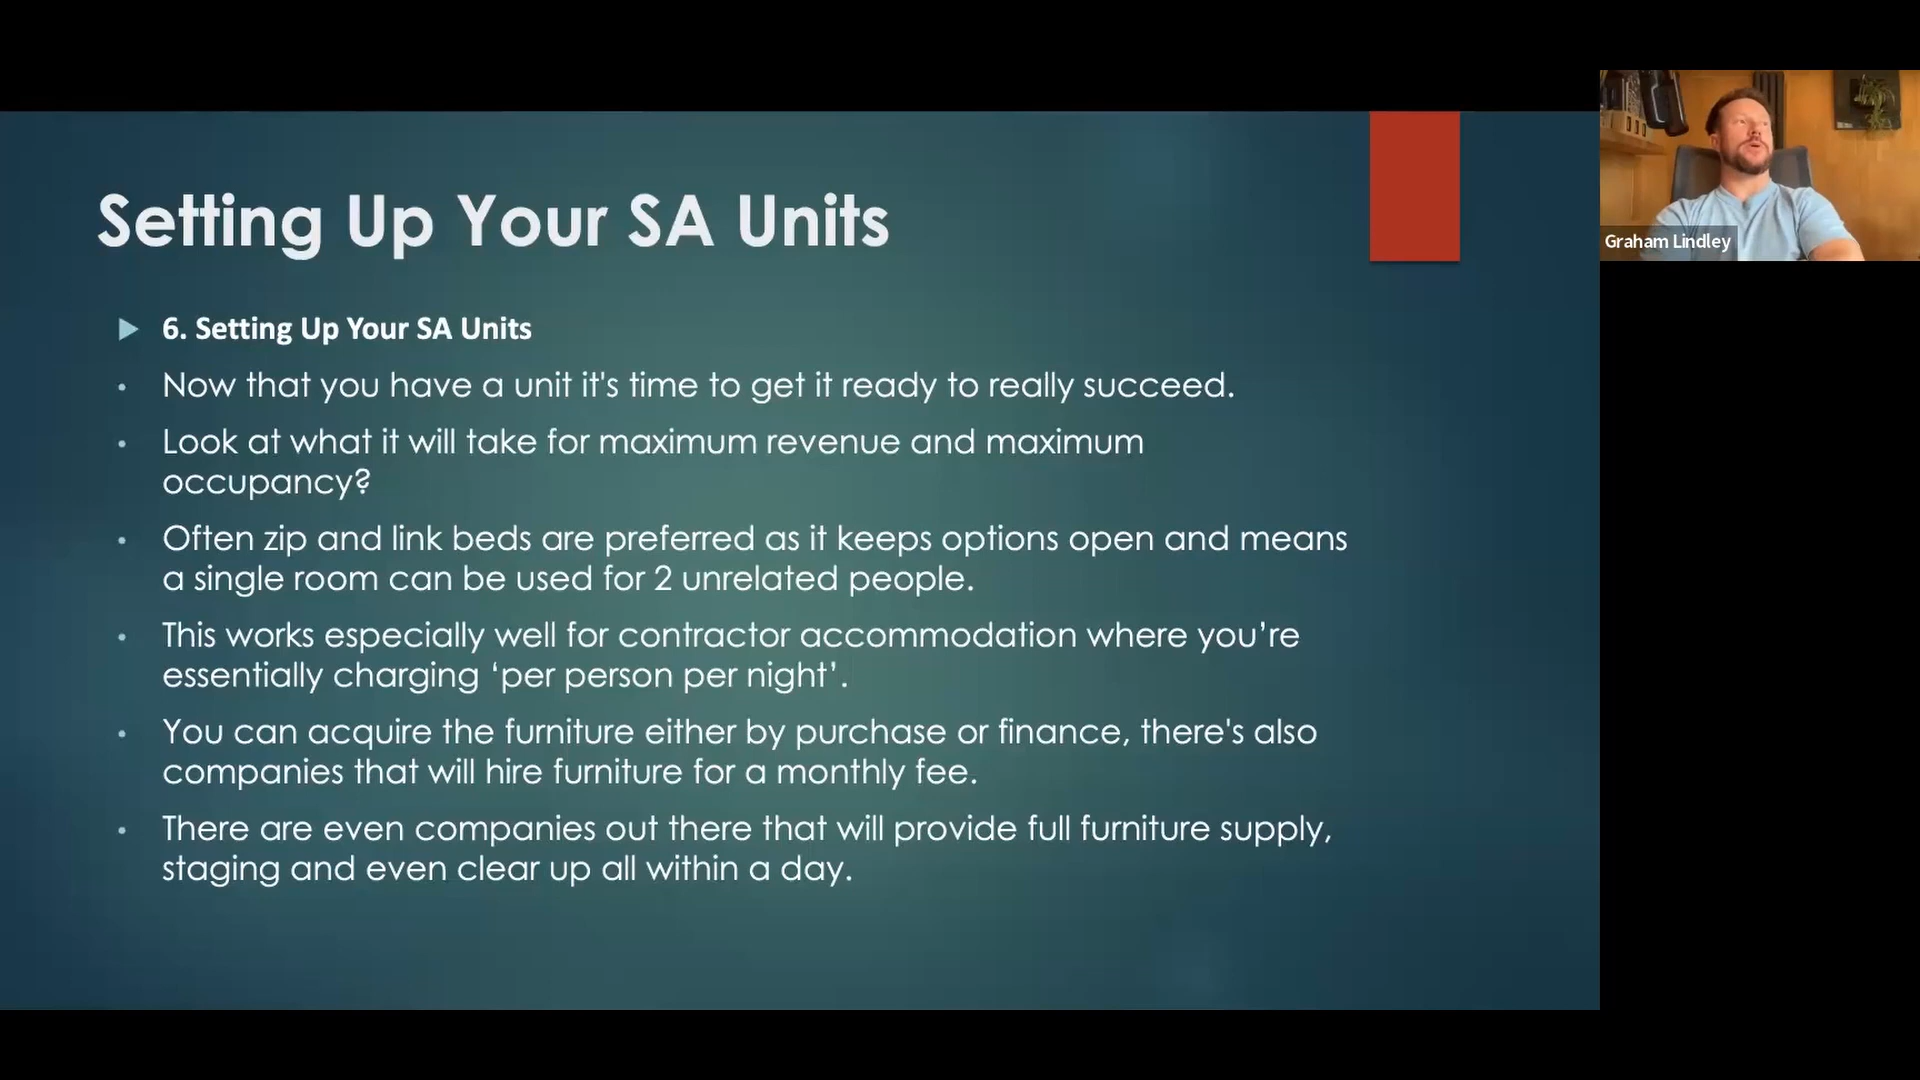 Setting Up Your SA Units
6. Setting Up Your SA Units
Now that you have a unit it's time to get it ready to really succeed.
Look at what it will take for maximum revenue and maximum
occupancy?
Often zip and link beds are preferred as it keeps options open and means
a single room can be used for 2 unrelated people.
This works especially well for contractor accommodation where you’re
essentially charging ‘per person per night’.
You can acquire the furniture either by purchase or finance, there's also
companies that will hire furniture for a monthly fee.
There are even companies out there that will provide full furniture supply,
staging and even clear up all within a day.
Graham Lindley